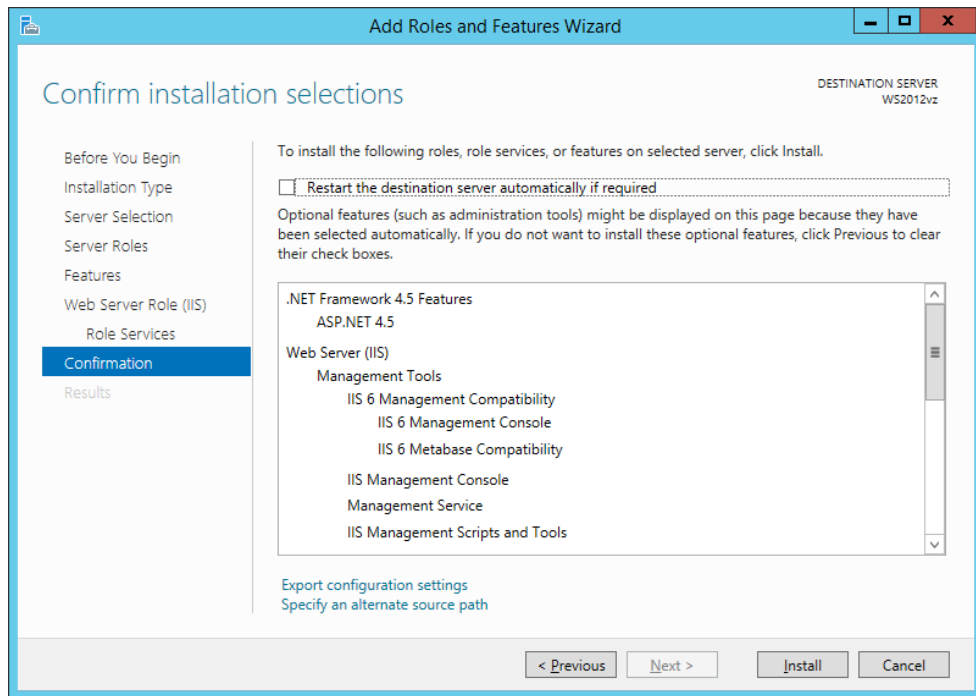 Add Roles and Features Wizard
Confirm installation selections
DESTINATION SERVER
WS2012vz
Before You Begin
Installation Type
Server Selection
Server Roles
Features
Web Server Role (IIS)
Role Services
Confirmation
Results
To install the following roles, role services, or features on selected server, click Install.
Restart the destination server automatically if required
Optional features (such as administration tools) might be displayed on this page because they have
been selected automatically. If you do not want to install these optional features, click Previous to clear
their check boxes.
.NET Framework 4.5 Features
ASP.NET 4.5
Web Server (IIS)
Management Tools
IIS 6 Management Compatibility
IIS 6 Management Console
IIS 6 Metabase Compatibility
IIS Management Console
Management Service
IIS Management Scripts and Tools
Export configuration settings
Specify an alternate source path
< Previous
Next >
Install
Cancel